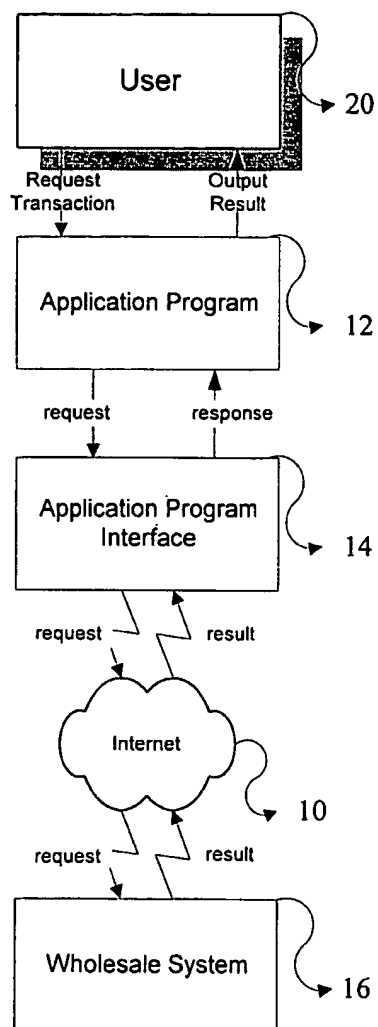 User
20
Request Output
Transaction Result
Application Program
12
request response
Application Program
Interface
14
request result
Internet
10
request result
Wholesale System
16